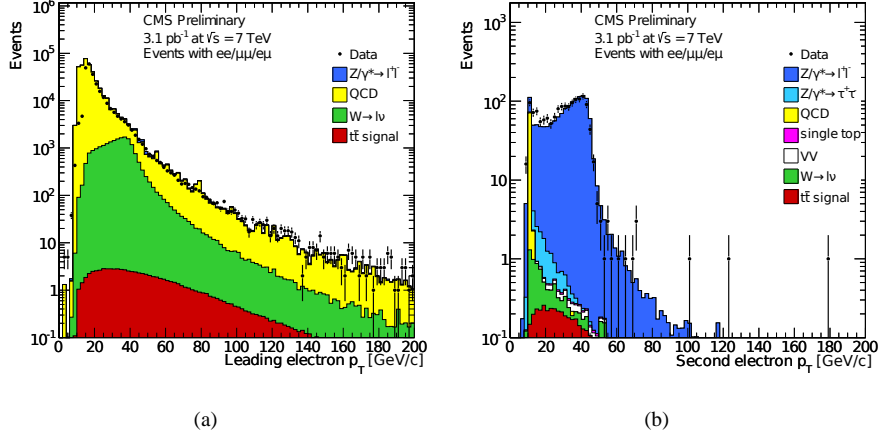 CMS Preliminary
3.1 pb⁻¹ at √s = 7 TeV
Events with ee/μμ/eμ
Data
Z/γ*→ l⁺l⁻
QCD
W→ lν
tt̄ signal
Events
10⁶
10⁵
10⁴
10³
10²
10
1
10⁻¹
0 20 40 60 80 100 120 140 160 180 200
Leading electron p_T [GeV/c]
(a)
CMS Preliminary
3.1 pb⁻¹ at √s = 7 TeV
Events with ee/μμ/eμ
Data
Z/γ*→ l⁺l⁻
Z/γ*→ τ⁺τ
QCD
single top
VV
W→ lν
tt̄ signal
Events
10³
10²
10
1
10⁻¹
0 20 40 60 80 100 120 140 160 180 200
Second electron p_T [GeV/c]
(b)